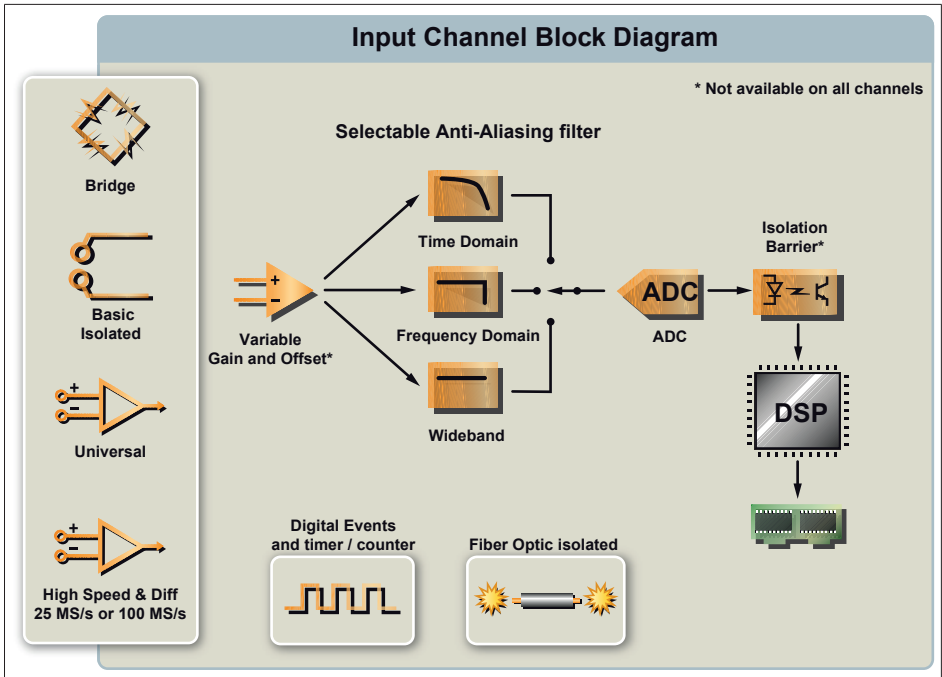 Input Channel Block Diagram
* Not available on all channels
Bridge
Basic
Isolated
Universal
High Speed & Diff
25 MS/s or 100 MS/s
Variable
Gain and Offset*
Selectable Anti-Aliasing filter
Time Domain
Frequency Domain
Wideband
ADC
ADC
Isolation
Barrier*
DSP
Digital Events
and timer / counter
Fiber Optic isolated